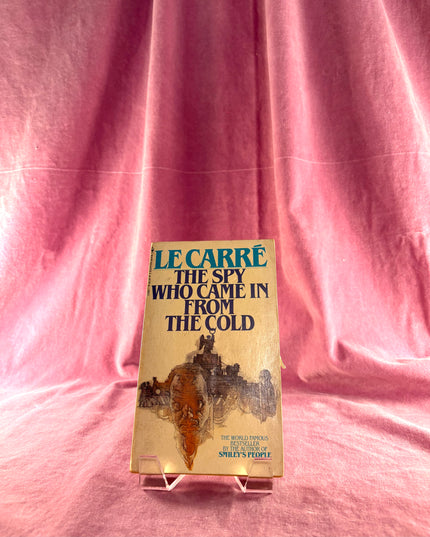 LE CARRÉ
THE SPY
WHO CAME IN
FROM
THE COLD
THE WORLD FAMOUS
BESTSELLER
BY THE AUTHOR OF
SMILEY'S PEOPLE